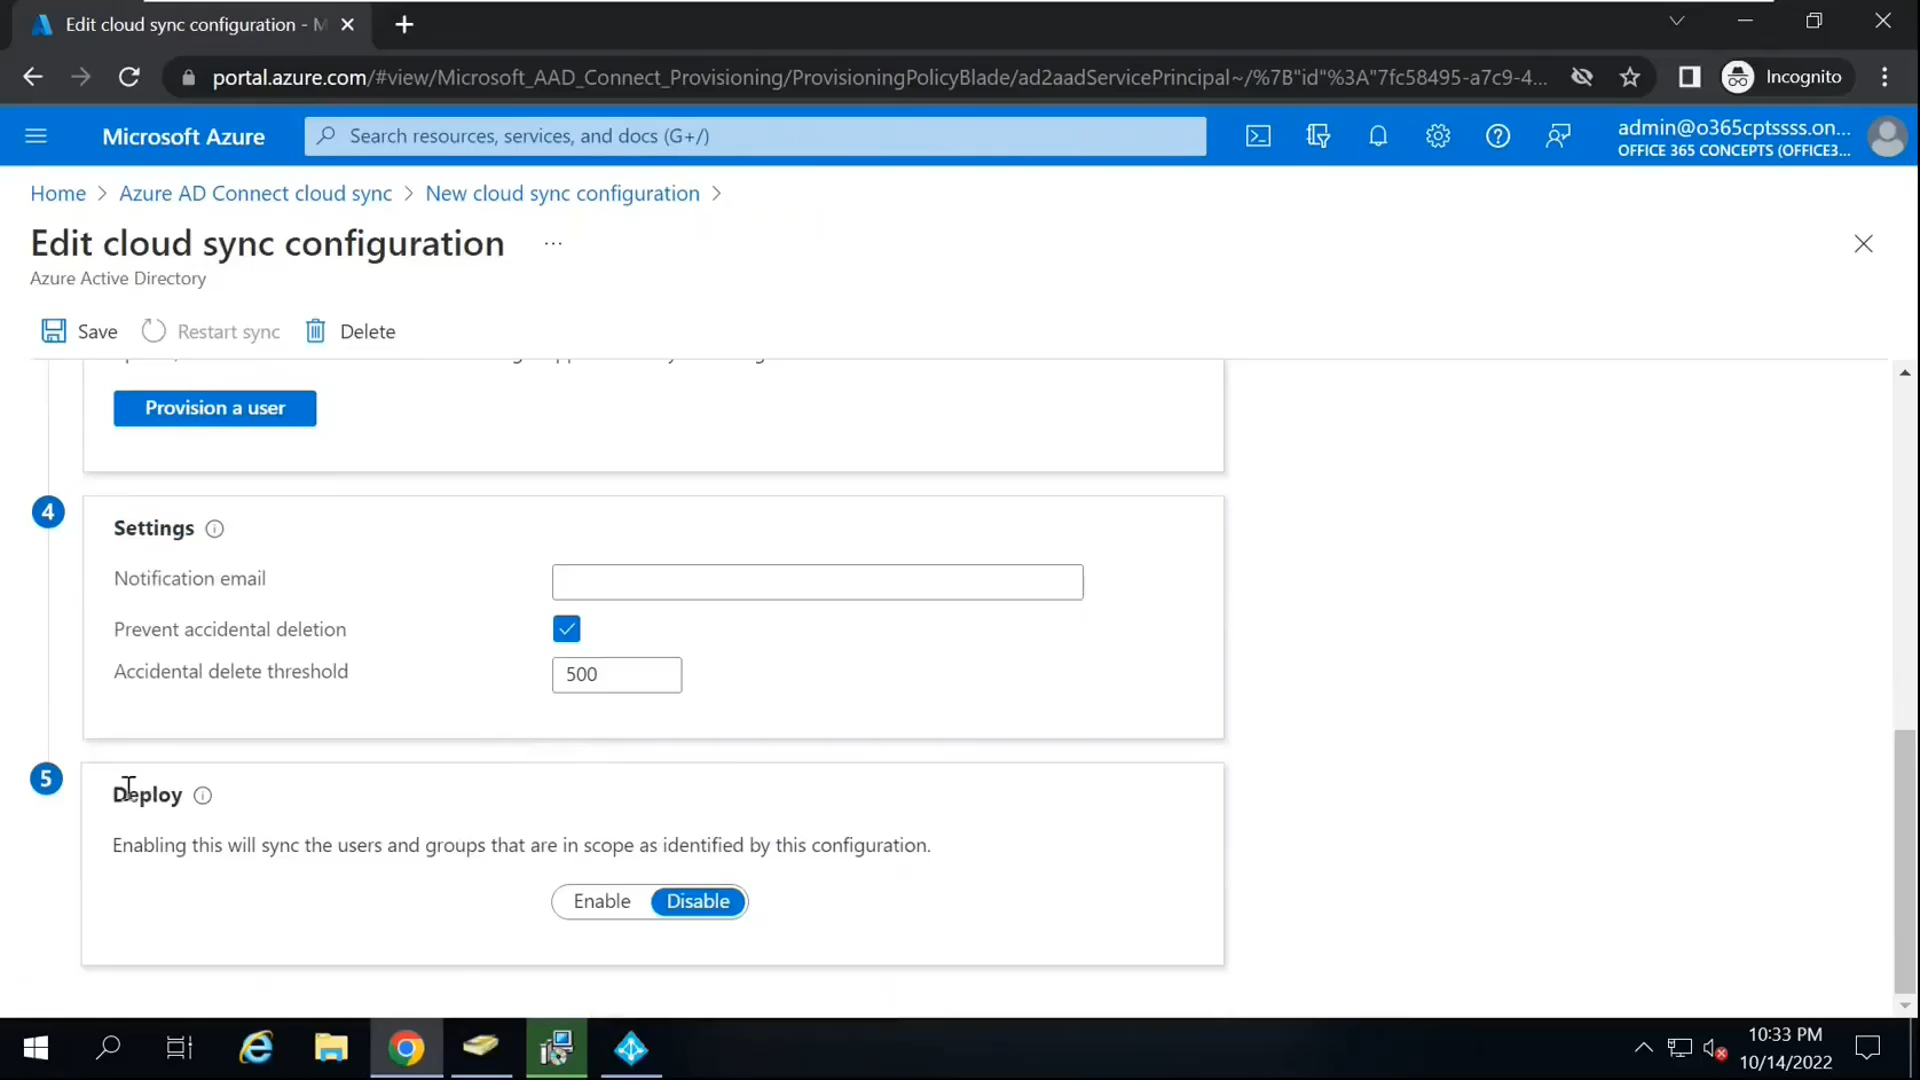 Edit cloud sync configuration - M
portal.azure.com/#view/Microsoft_AAD_Connect_Provisioning/ProvisioningPolicyBlade/ad2aadServicePrincipal~/%7B"id"%3A"7fc58495-a7c9-4...
Incognito
Microsoft Azure
Search resources, services, and docs (G+/)
admin@o365cptssss.on...
OFFICE 365 CONCEPTS (OFFICE3...
Home > Azure AD Connect cloud sync > New cloud sync configuration >
Edit cloud sync configuration ...
Azure Active Directory
Save Restart sync Delete
Provision a user
4
Settings
Notification email
Prevent accidental deletion
Accidental delete threshold 500
5
Deploy
Enabling this will sync the users and groups that are in scope as identified by this configuration.
Enable Disable
10:33 PM
10/14/2022